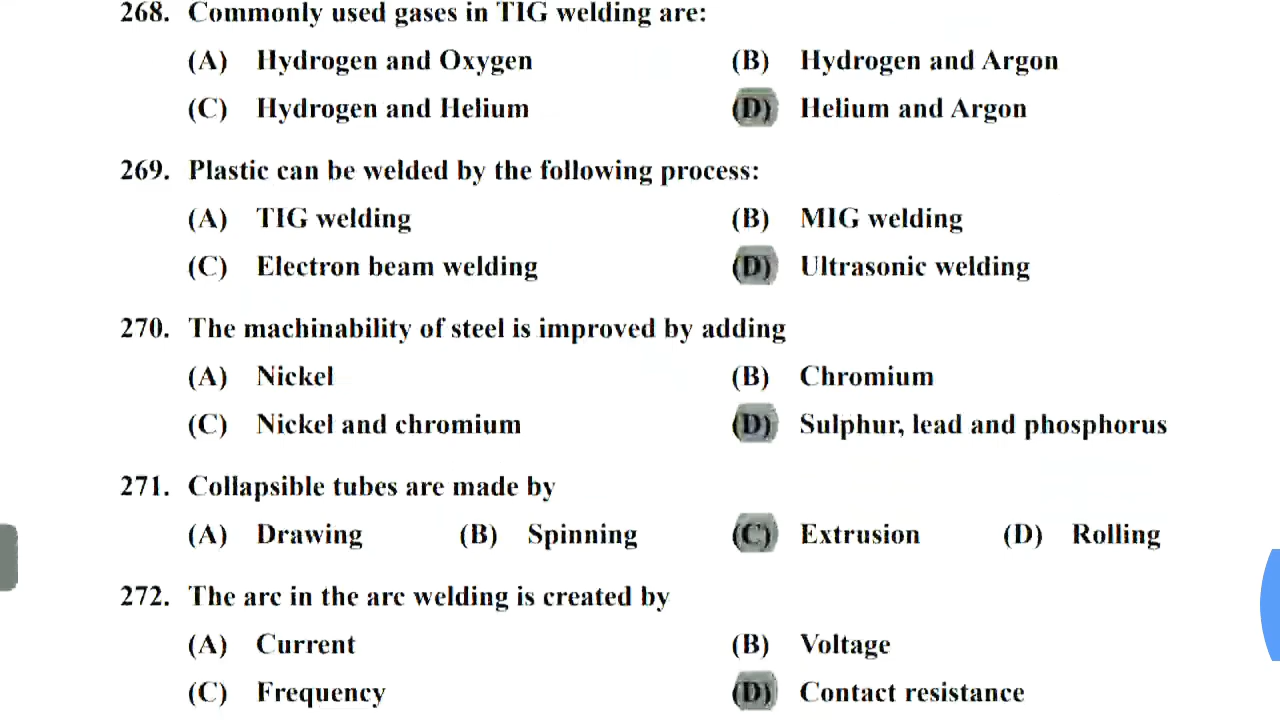 268. Commonly used gases in TIG welding are:
(A) Hydrogen and Oxygen (B) Hydrogen and Argon
(C) Hydrogen and Helium (D) Helium and Argon
269. Plastic can be welded by the following process:
(A) TIG welding (B) MIG welding
(C) Electron beam welding (D) Ultrasonic welding
270. The machinability of steel is improved by adding
(A) Nickel (B) Chromium
(C) Nickel and chromium (D) Sulphur, lead and phosphorus
271. Collapsible tubes are made by
(A) Drawing (B) Spinning (C) Extrusion (D) Rolling
272. The arc in the arc welding is created by
(A) Current (B) Voltage
(C) Frequency (D) Contact resistance